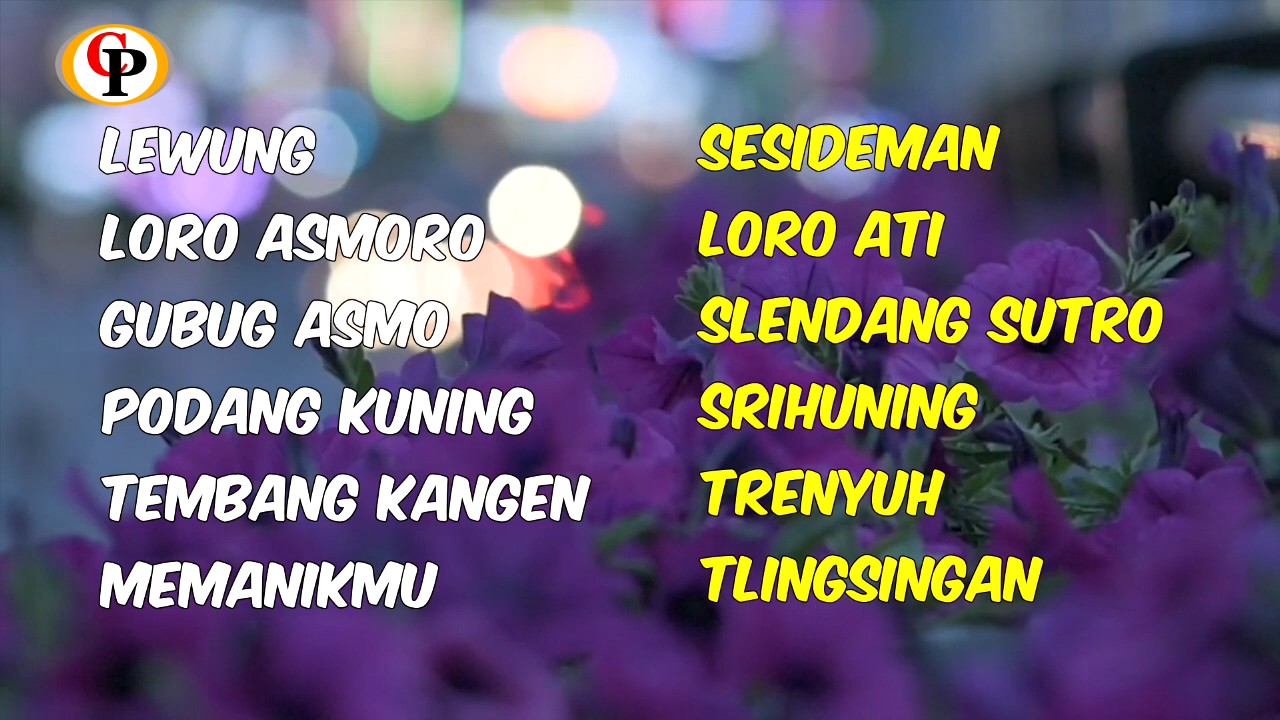 CP
LEWUNG
LORO ASMORO
GUBUG ASMO
PODANG KUNING
TEMBANG KANGEN
MEMANIKMU
SESIDEMAN
LORO ATI
SLENDANG SUTRO
SRIHUNING
TRENYUH
TLINGSINGAN